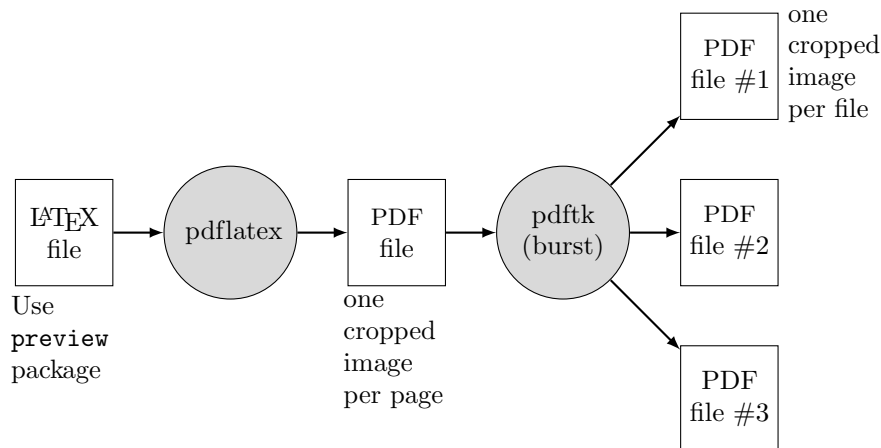 LATEX
file
Use
preview
package
pdflatex
PDF
file
one
cropped
image
per page
pdftk
(burst)
PDF
file #1
one
cropped
image
per file
PDF
file #2
PDF
file #3